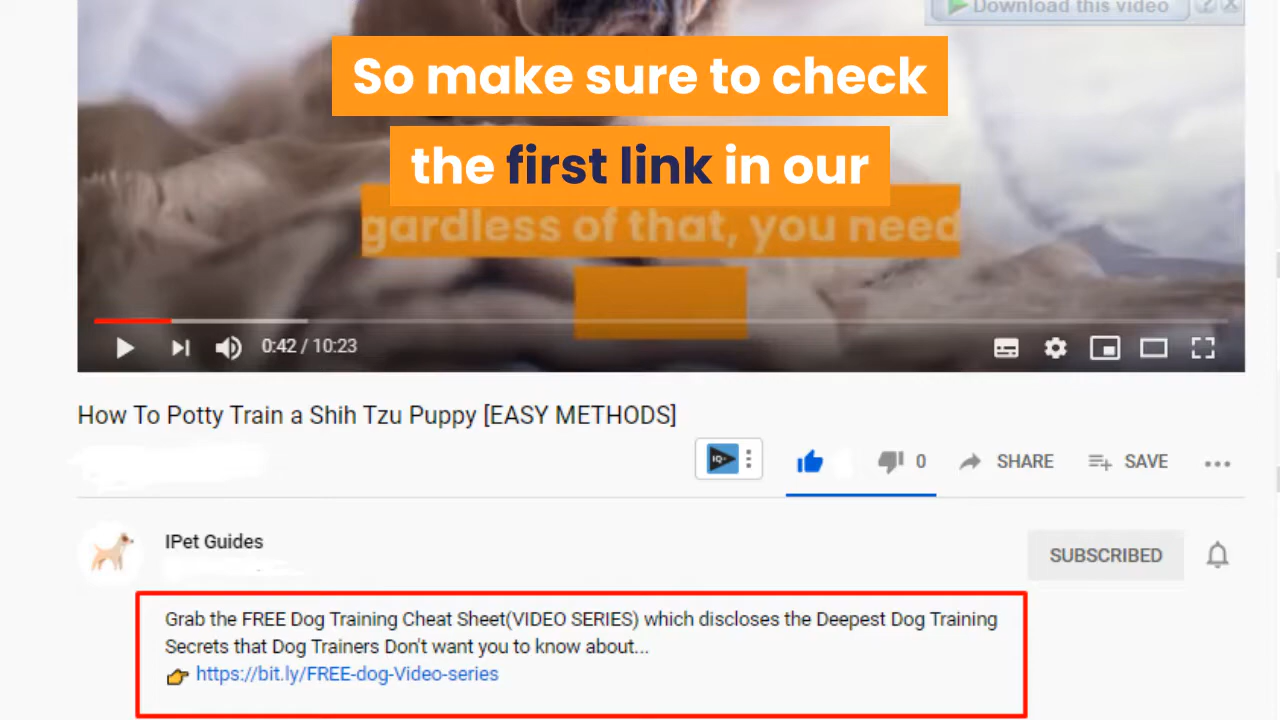 Download this video
So make sure to check
the first link in our
gardless of that, you need
0:42 / 10:23
How To Potty Train a Shih Tzu Puppy [EASY METHODS]
IQ
0
SHARE
SAVE
IPet Guides
SUBSCRIBED
Grab the FREE Dog Training Cheat Sheet(VIDEO SERIES) which discloses the Deepest Dog Training
Secrets that Dog Trainers Don't want you to know about...
👉 https://bit.ly/FREE-dog-Video-series